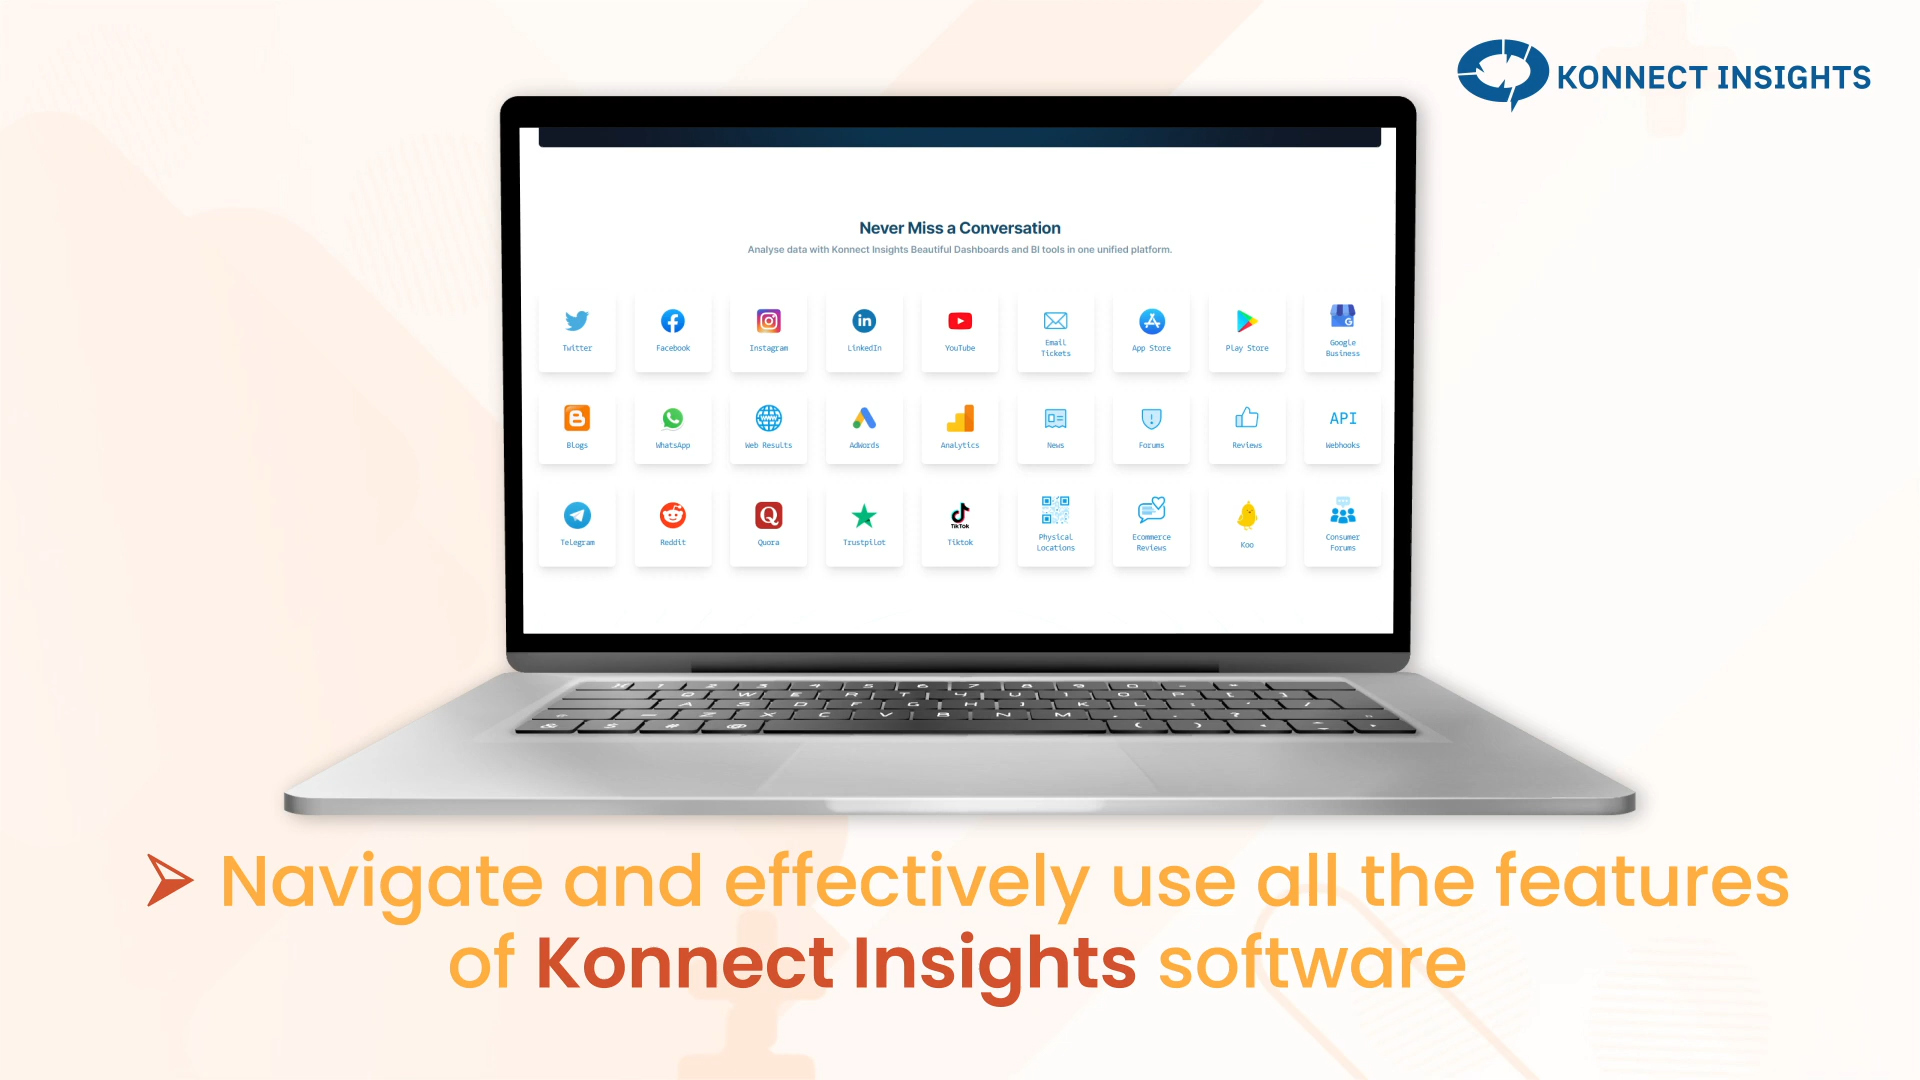 KONNECT INSIGHTS
Never Miss a Conversation
Analyse data with Konnect Insights Beautiful Dashboards and BI tools in one unified platform.
Twitter
Facebook
Instagram
LinkedIn
YouTube
Email
Tickets
App Store
Play Store
Google
Business
Blogs
WhatsApp
Web Results
AdWords
Analytics
News
Forums
Reviews
API
Webhooks
Telegram
Reddit
Quora
Trustpilot
TikTok
Tiktok
Physical
Locations
Ecommerce
Reviews
Koo
Consumer
Forums
Navigate and effectively use all the features
of Konnect Insights software